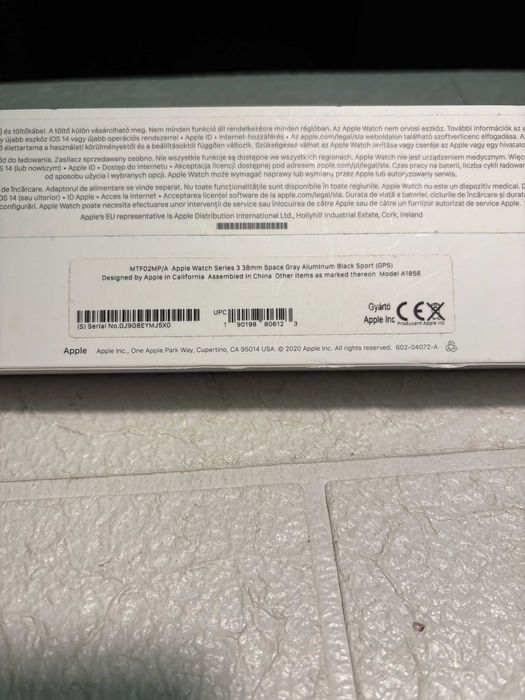 és töltőkábel. A töltő külön vásárolható meg. Nem minden funkció áll rendelkezésre minden régióban. Az Apple Watch nem orvosi eszköz. További információk az
újabb eszköz iOS 14 vagy újabb operációs rendszerrel • Apple ID • Internet-hozzáférés • Az apple.com/legal/sla weboldalon található szoftverlicenc elfogadása. A
élettartama a használati körülményektől és a beállításoktól függően változik. Szükségessé válhat az Apple Watch javítása vagy cseréje az Apple vagy egy hivatalo
do ładowania. Zasilacz sprzedawany osobno. Nie wszystkie funkcje są dostępne we wszystkich regionach. Apple Watch nie jest urządzeniem medycznym. Więc
S 14 (lub nowszym) • Apple ID • Dostęp do Internetu • Akceptacja licencji dostępnej pod adresem apple.com/pl/legal/sla. Czas pracy na baterii, liczba cykli ładowan
od sposobu użycia i wybranych opcji. Apple Watch może wymagać naprawy lub wymiany przez Apple lub autoryzowany serwis.
de încărcare. Adaptorul de alimentare se vinde separat. Nu toate funcționalitățile sunt disponibile în toate regiunile. Apple Watch nu este un dispozitiv medical. D
OS 14 (sau ulterior) • ID Apple • Acces la Internet • Acceptarea licenței software de la apple.com/legal/sla. Durata de viață a bateriei, ciclurile de încărcare și durat
configurări. Apple Watch poate necesita efectuarea unor intervenții de service sau înlocuirea de către Apple sau de către un furnizor autorizat de service Apple.
Apple's EU representative is Apple Distribution International Ltd., Hollyhill Industrial Estate, Cork, Ireland
MTF02MP/A Apple Watch Series 3 38mm Space Gray Aluminum Black Sport (GPS)
Designed by Apple in California Assembled in China Other items as marked thereon Model A1858
(S) Serial No.GJ9G8EYMJ5X0
UPC
1 90198 80612 3
Gyártó
Apple Inc
CE
Producent Apple Inc
Apple Apple Inc., One Apple Park Way, Cupertino, CA 95014 USA. © 2020 Apple Inc. All rights reserved. 602-04072-A